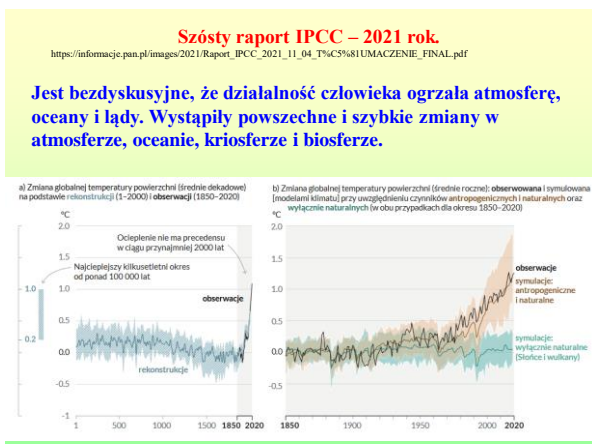 Szósty raport IPCC – 2021 rok.
https://informacje.pan.pl/images/2021/Raport_IPCC_2021_11_04_T%C5%81UMACZENIE_FINAL.pdf
Jest bezdyskusyjne, że działalność człowieka ogrzała atmosferę,
oceany i lądy. Wystąpiły powszechne i szybkie zmiany w
atmosferze, oceanie, kriosferze i biosferze.
a) Zmiana globalnej temperatury powierzchni (średnie dekadowe)
na podstawie rekonstrukcji (1–2000) i obserwacji (1850–2020)
°C
2.0
1.5
1.0
0.5
0.0
-0.5
-1
1.0
0.2
Ocieplenie nie ma precedensu
w ciągu przynajmniej 2000 lat
Najcieplejszy kilkusetletni okres
od ponad 100 000 lat
obserwacje
rekonstrukcje
1 500 1000 1500 1850 2020
b) Zmiana globalnej temperatury powierzchni (średnie roczne): obserwowana i symulowana
[modelami klimatu] przy uwzględnieniu czynników antropogenicznych i naturalnych oraz
wyłącznie naturalnych (w obu przypadkach dla okresu 1850–2020)
°C
2.0
1.5
1.0
0.5
0.0
-0.5
obserwacje
symulacje:
antropogeniczne
i naturalne
symulacje:
wyłącznie naturalne
(Słońce i wulkany)
1850 1900 1950 2000 2020